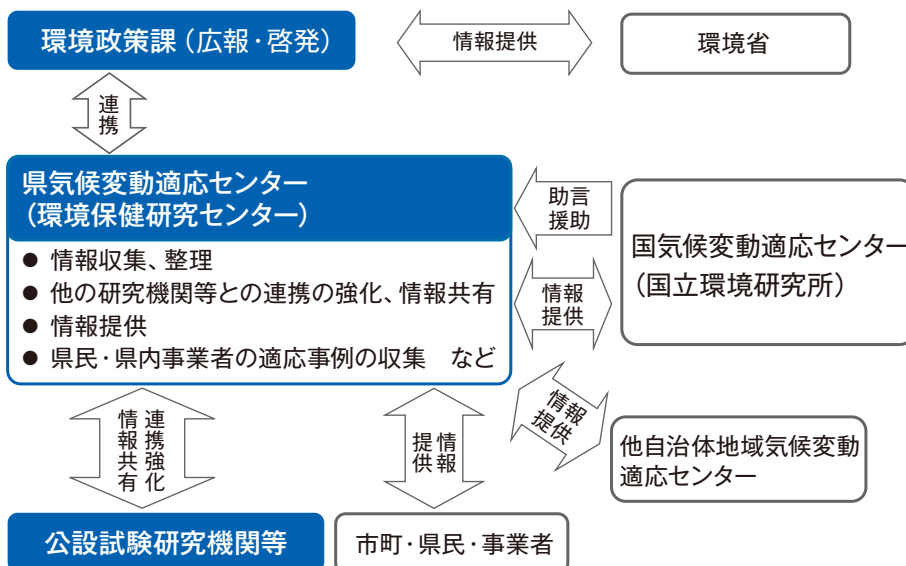 環境政策課（広報・啓発）
情報提供
環境省
連携
県気候変動適応センター
（環境保健研究センター）
● 情報収集、整理
● 他の研究機関等との連携の強化、情報共有
● 情報提供
● 県民・県内事業者の適応事例の収集　など
助言
援助
国気候変動適応センター
（国立環境研究所）
情報
提供
情報
提供
他自治体地域気候変動
適応センター
連携強化
情報共有
情報
提供
公設試験研究機関等
市町・県民・事業者